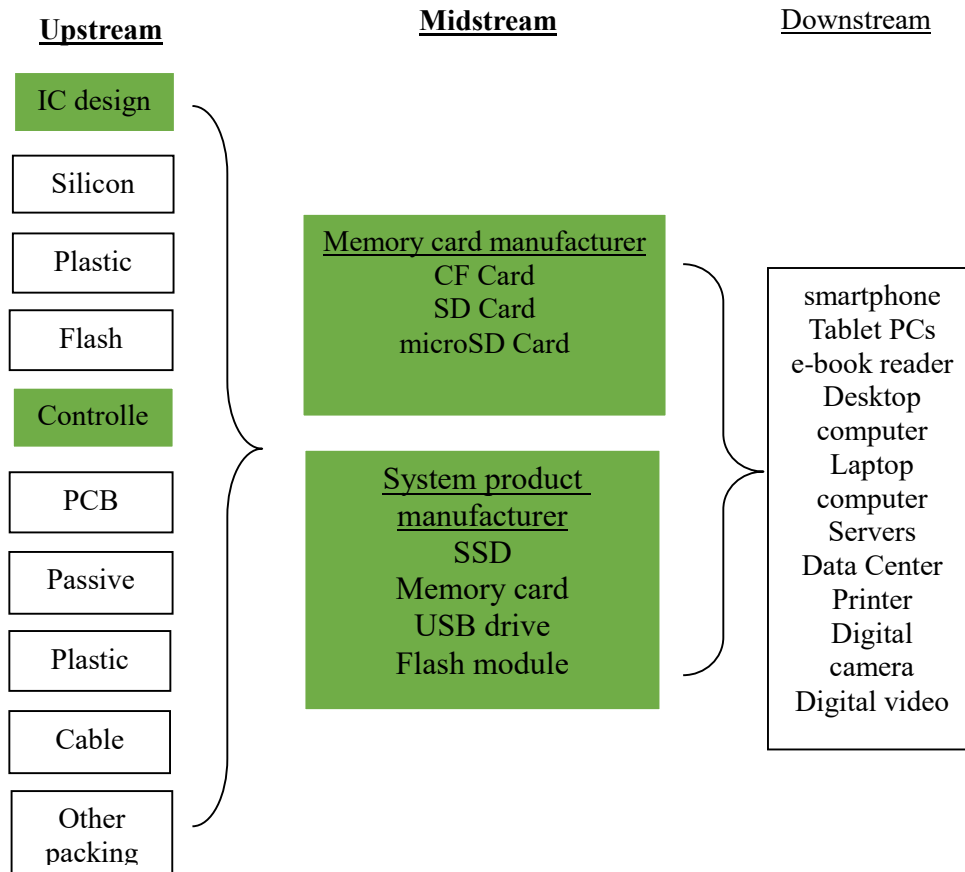 Upstream
Midstream
Downstream
IC design
Silicon
Plastic
Flash
Controlle
PCB
Passive
Plastic
Cable
Other
packing
Memory card manufacturer
CF Card
SD Card
microSD Card
System product
manufacturer
SSD
Memory card
USB drive
Flash module
smartphone
Tablet PCs
e-book reader
Desktop
computer
Laptop
computer
Servers
Data Center
Printer
Digital
camera
Digital video